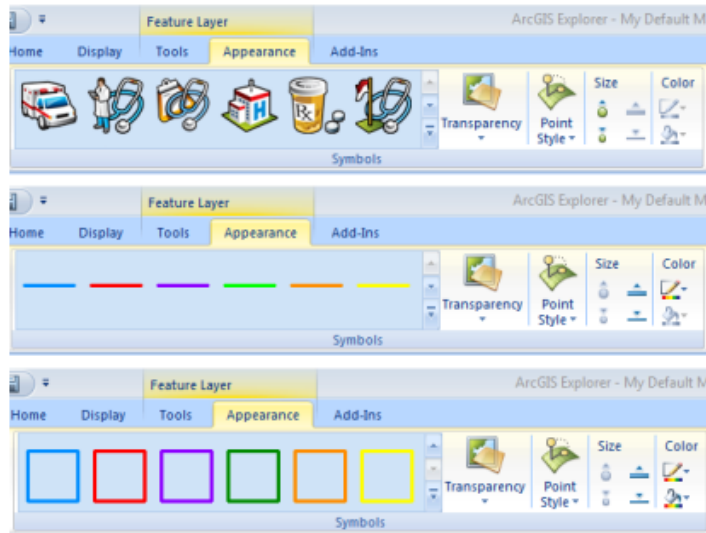 Feature Layer
ArcGIS Explorer - My Default M
Home Display Tools Appearance Add-Ins
H
Rx
Size Color
Transparency Point
Style
Symbols
Feature Layer
ArcGIS Explorer - My Default M
Home Display Tools Appearance Add-Ins
Size Color
Transparency Point
Style
Symbols
Feature Layer
ArcGIS Explorer - My Default M
Home Display Tools Appearance Add-Ins
Size Color
Transparency Point
Style
Symbols